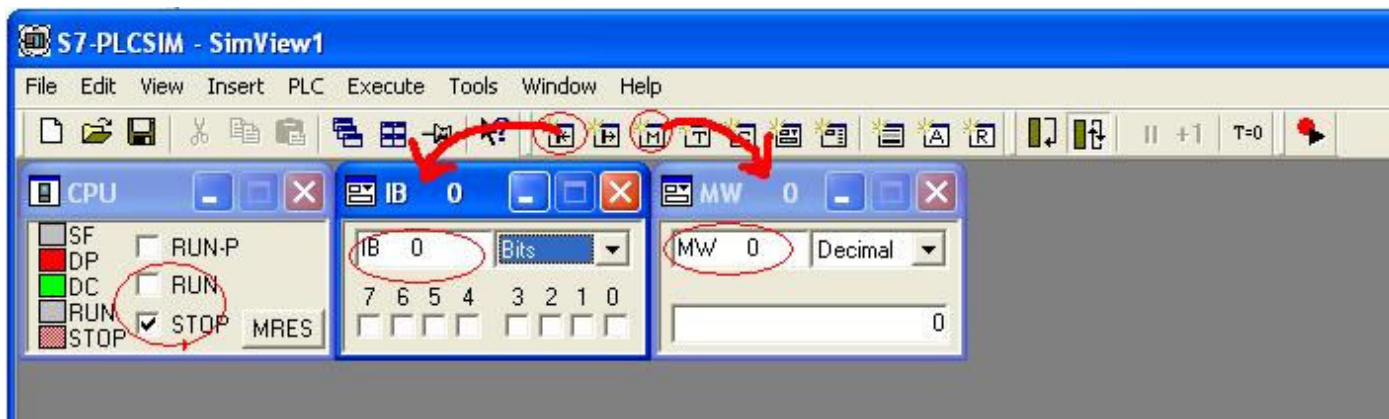 S7-PLCSIM - SimView1
File Edit View Insert PLC Execute Tools Window Help
M T C A R +1 T=0
CPU IB 0 MW 0
SF RUN-P IB 0 Bits MW 0 Decimal
DP
DC RUN 7 6 5 4 3 2 1 0
RUN STOP MRES 0
STOP